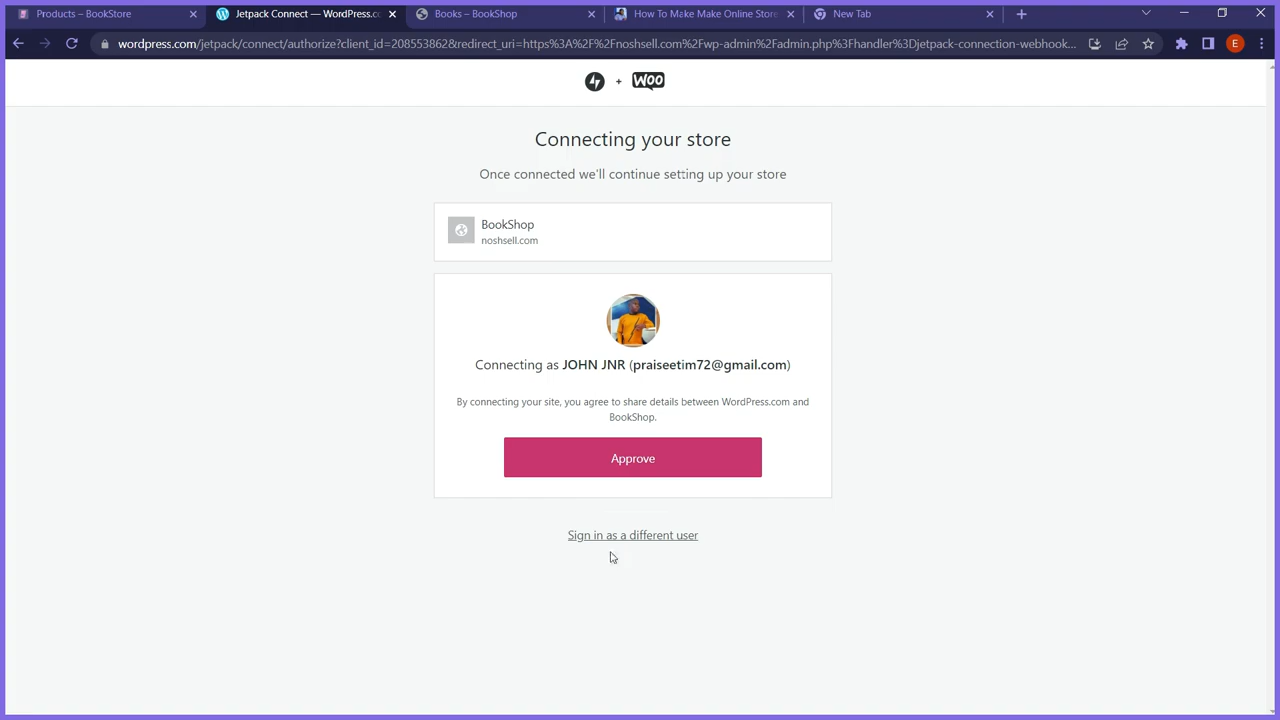 Products – BookStore
Jetpack Connect — WordPress.co
Books – BookShop
How To Make Make Online Store
New Tab
wordpress.com/jetpack/connect/authorize?client_id=208553862&redirect_uri=https%3A%2F%2Fnoshsell.com%2Fwp-admin%2Fadmin.php%3Fhandler%3Djetpack-connection-webhook...
E
+ WOO
Connecting your store
Once connected we'll continue setting up your store
BookShop
noshsell.com
Connecting as JOHN JNR (praiseetim72@gmail.com)
By connecting your site, you agree to share details between WordPress.com and
BookShop.
Approve
Sign in as a different user